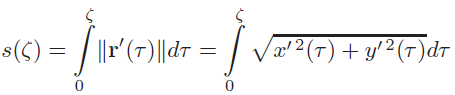 s(ζ) = ∫₀^ζ ‖r′(τ)‖dτ = ∫₀^ζ √(x′²(τ) + y′²(τ))dτ